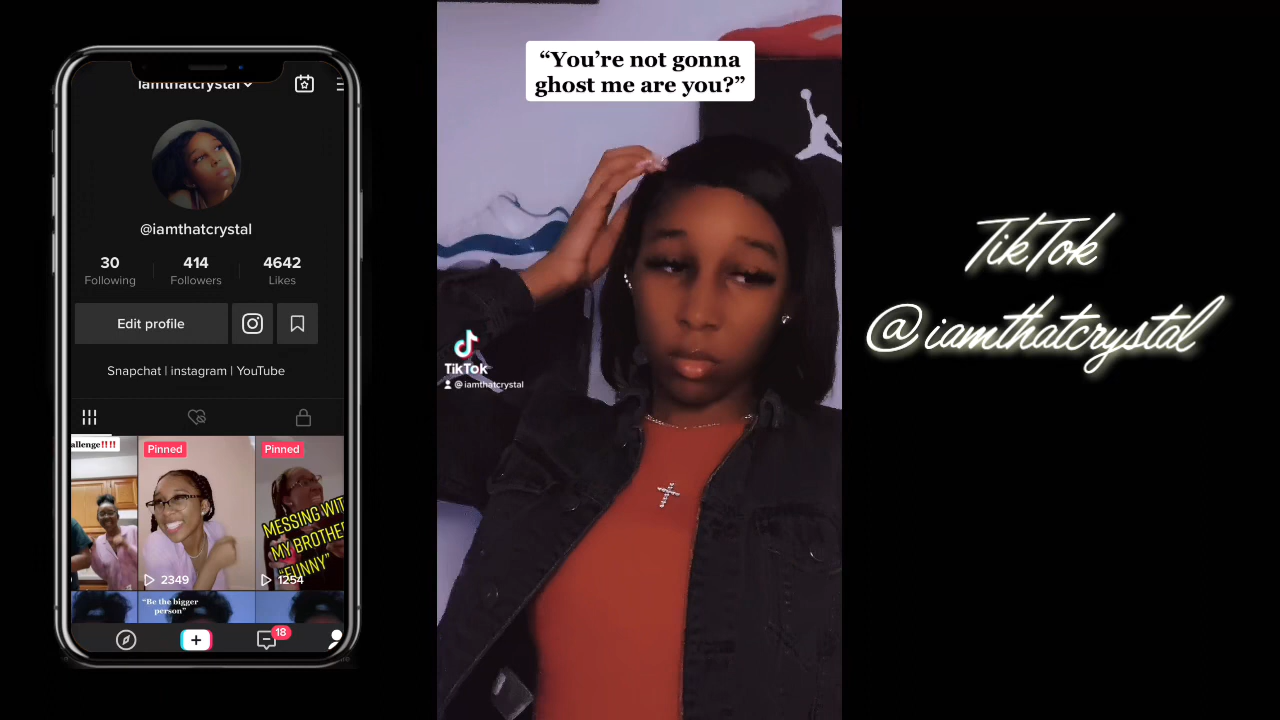 iamthatcrystal
@iamthatcrystal
30
414
4642
Following
Followers
Likes
Edit profile
Snapchat | instagram | YouTube
allenge!!!!
Pinned
Pinned
MESSING WIT
MY BROTHE
"FUNNY"
2349
1254
"Be the bigger
person"
18
“You’re not gonna
ghost me are you?”
TikTok
@iamthatcrystal
TikTok
@iamthatcrystal